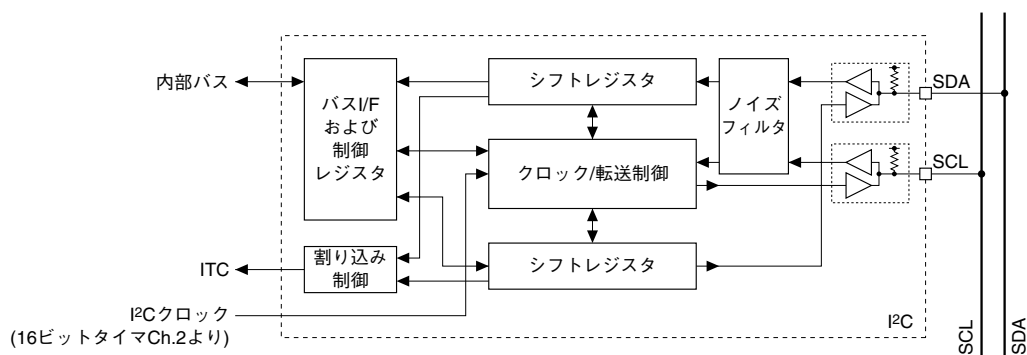 内部バス
バスI/F
および
制御
レジスタ
シフトレジスタ
ノイズ
フィルタ
SDA
クロック/転送制御
SCL
ITC
割り込み
制御
シフトレジスタ
I²Cクロック
(16ビットタイマCh.2より)
I²C
SCL
SDA